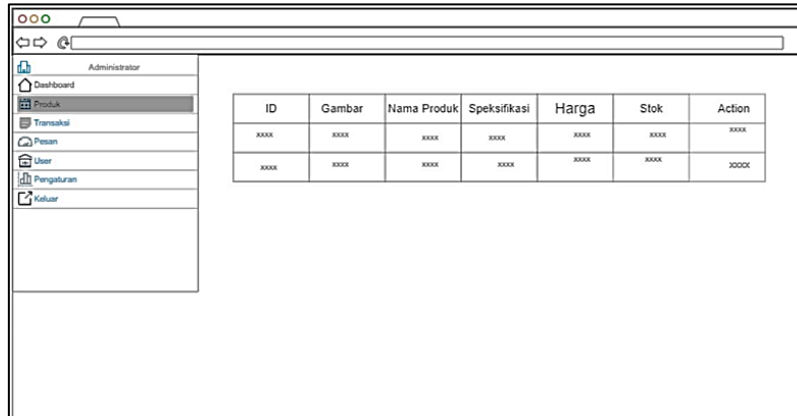 Administrator
Dashboard
Produk
Transaksi
Pesan
User
Pengaturan
Keluar
ID Gambar Nama Produk Speksifikasi Harga Stok Action
xxxx xxxx xxxx xxxx xxxx xxxx xxxx
xxxx xxxx xxxx xxxx xxxx xxxx xxxx